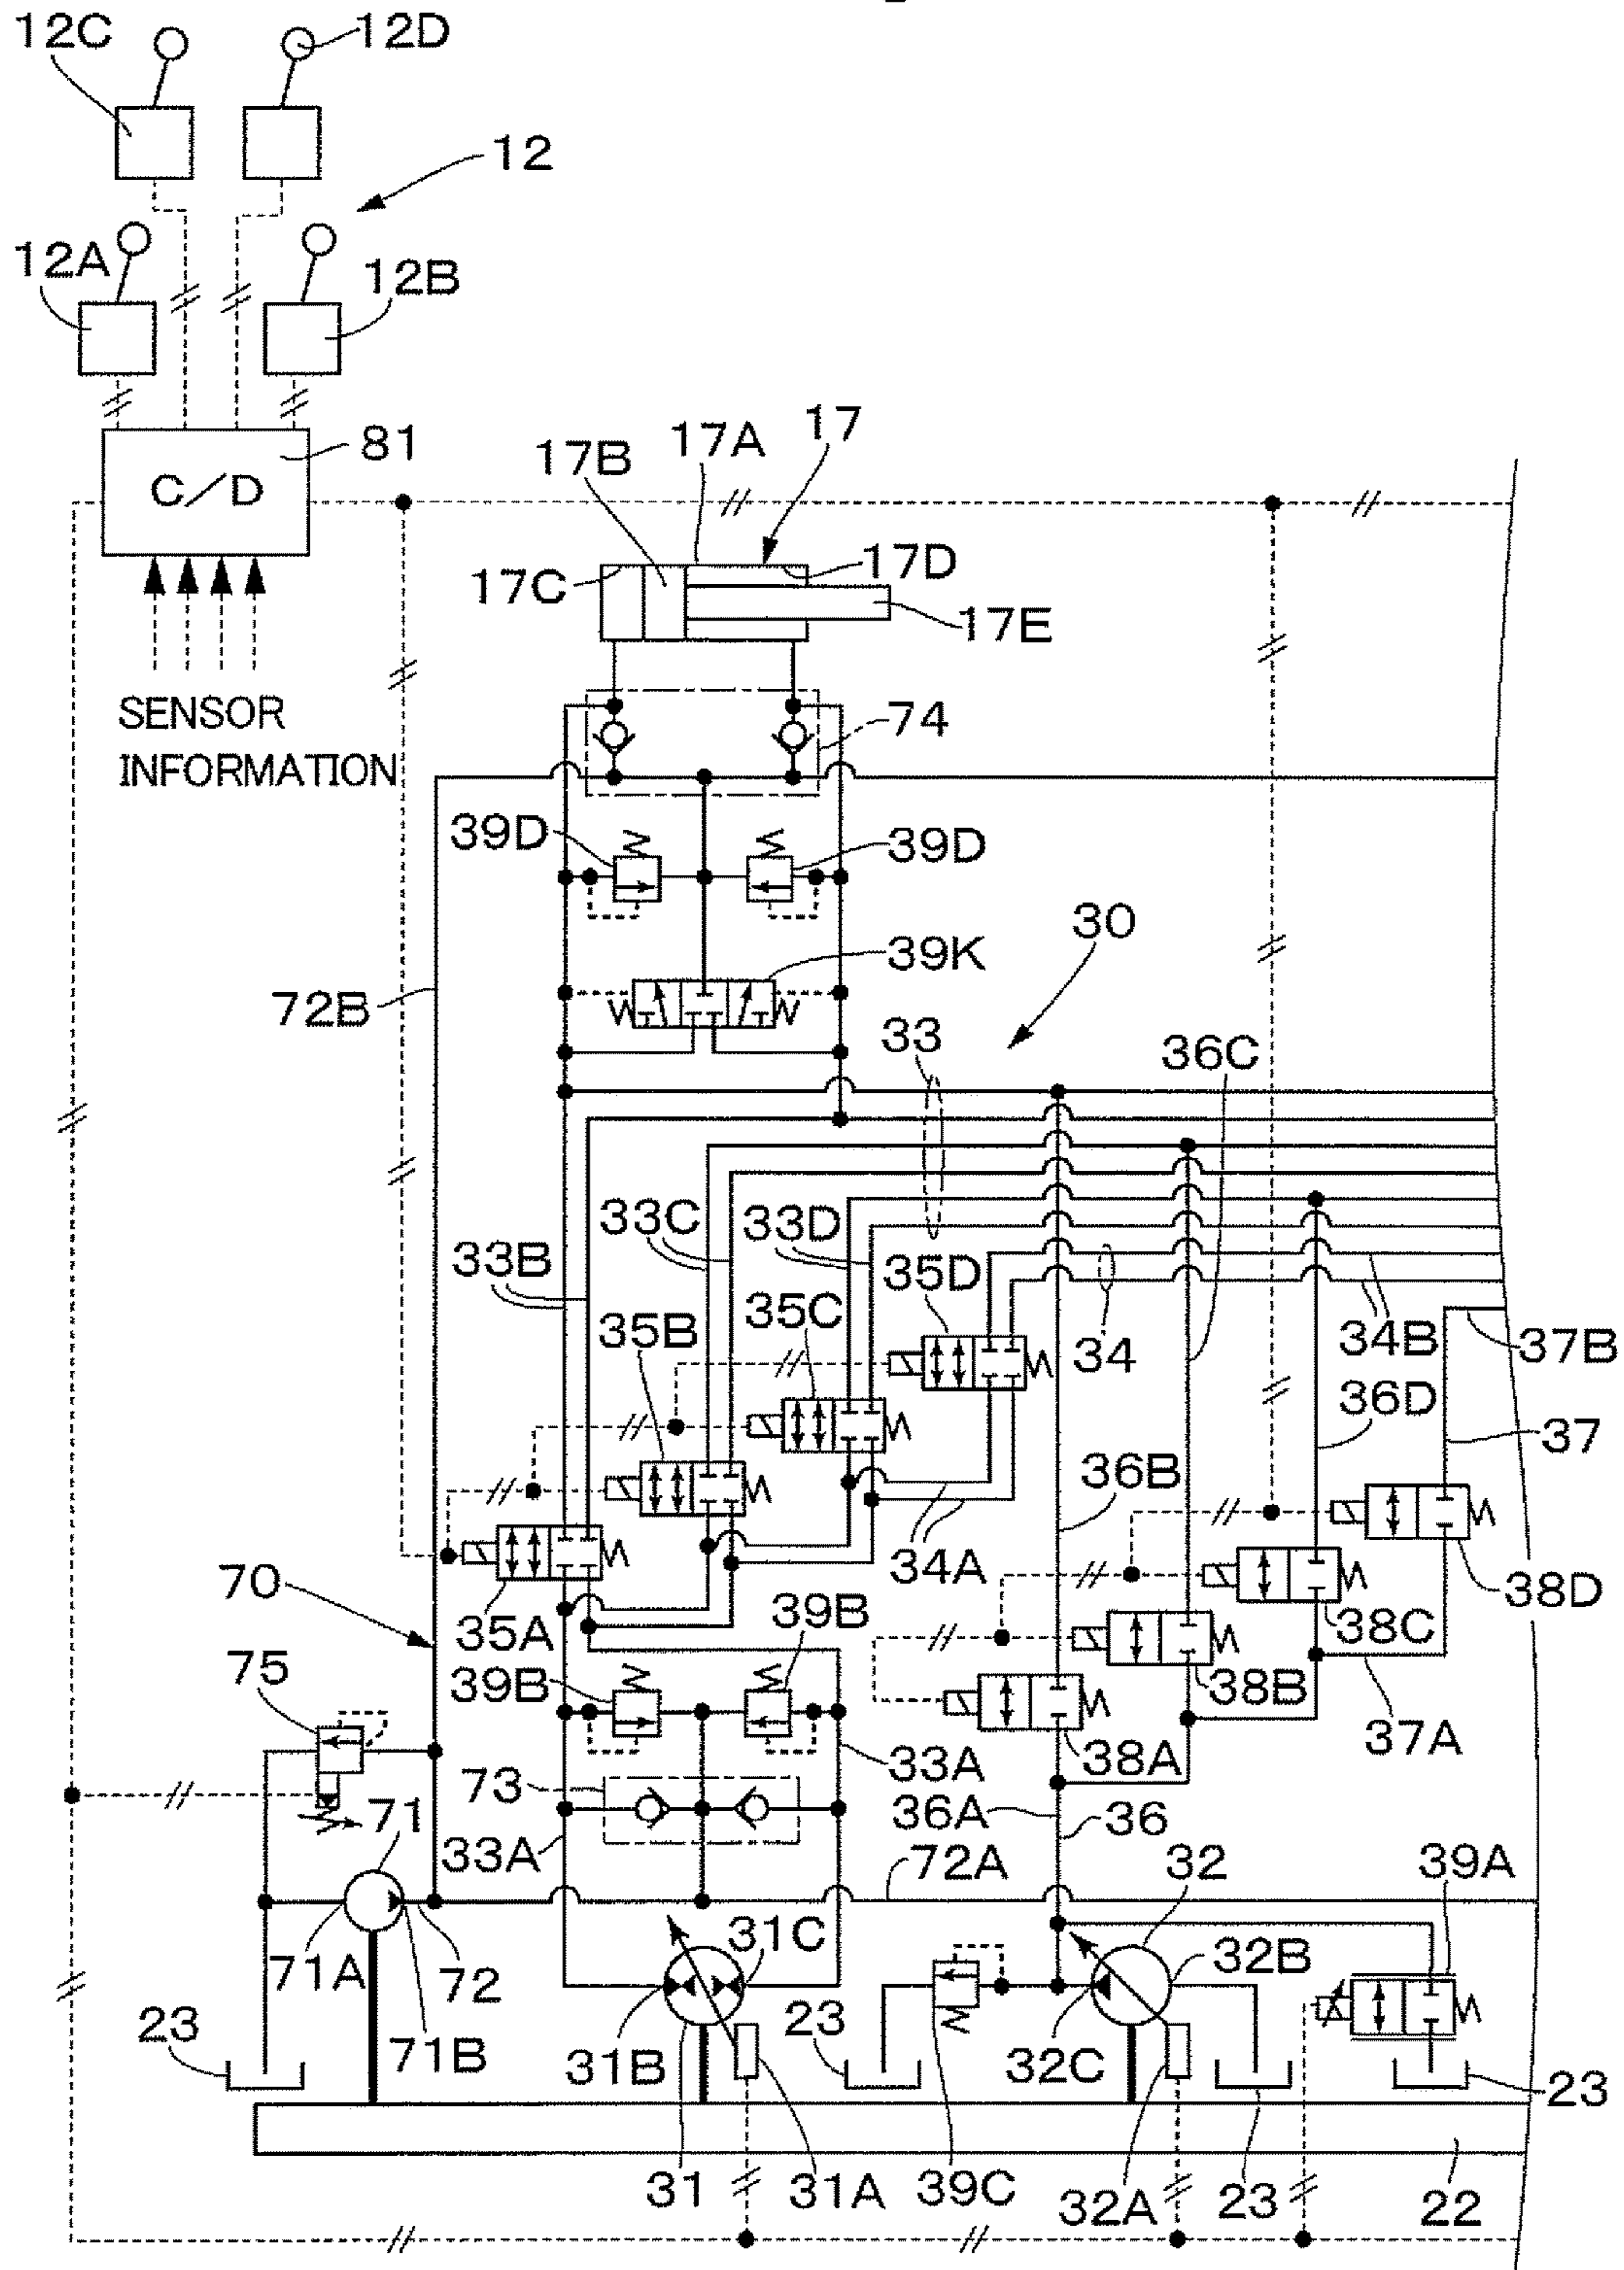 12C
12D
12
12A
12B
81
C/D
17A
17
17B
17C
17D
17E
SENSOR
INFORMATION
74
39D
39D
30
39K
72B
33
36C
33C
33D
33B
35D
35C
35B
34
34B
37B
36D
37
36B
34A
70
38D
35A
39B
38C
75
39B
38B
37A
38A
33A
73
36A
36
71
33A
72A
32
39A
31C
32B
71A
72
23
23
71B
31B
32C
23
31
31A
39C
32A
23
22